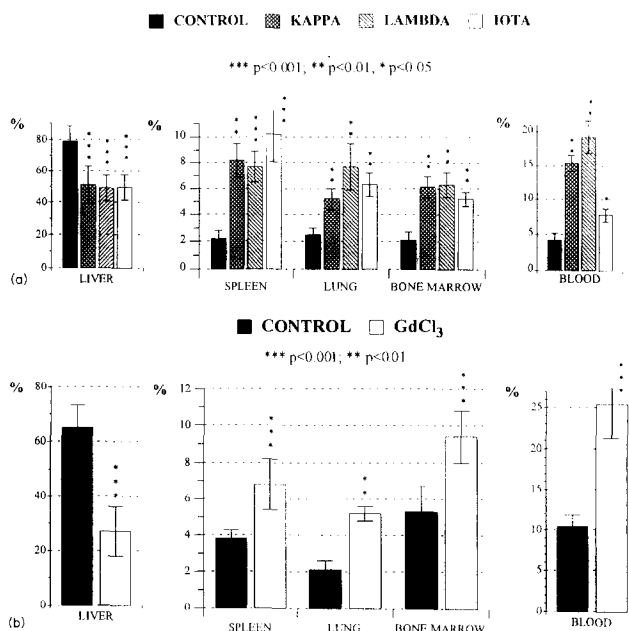 CONTROL KAPPA LAMBDA IOTA
*** p<0.001; ** p<0.01, * p<0.05
% % %
80
60
50
40
20
0
10
8
6
4
2
0
20
15
10
5
0
* * *
* * *
* * *
* *
* *
* * *
* *
* *
* *
* *
* *
* *
* *
* *
*
(a) LIVER SPLEEN LUNG BONE MARROW BLOOD
CONTROL GdCl3
*** p<0.001; ** p<0.01
% % %
80
60
40
20
0
12
10
8
6
4
2
0
25
20
15
10
5
0
* * *
* * *
* *
* * *
* * *
(b) LIVER SPLEEN LUNG BONE MARROW BLOOD